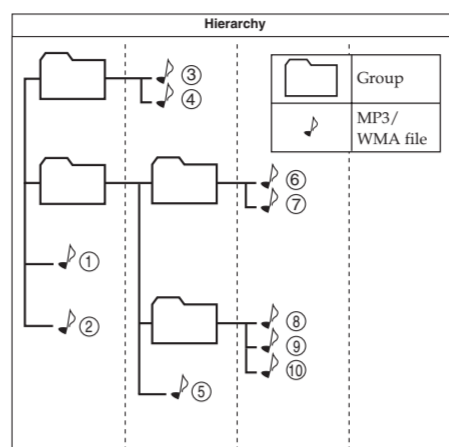 Hierarchy
③
④
Group
MP3/
WMA file
⑥
⑦
①
②
⑧
⑨
⑩
⑤